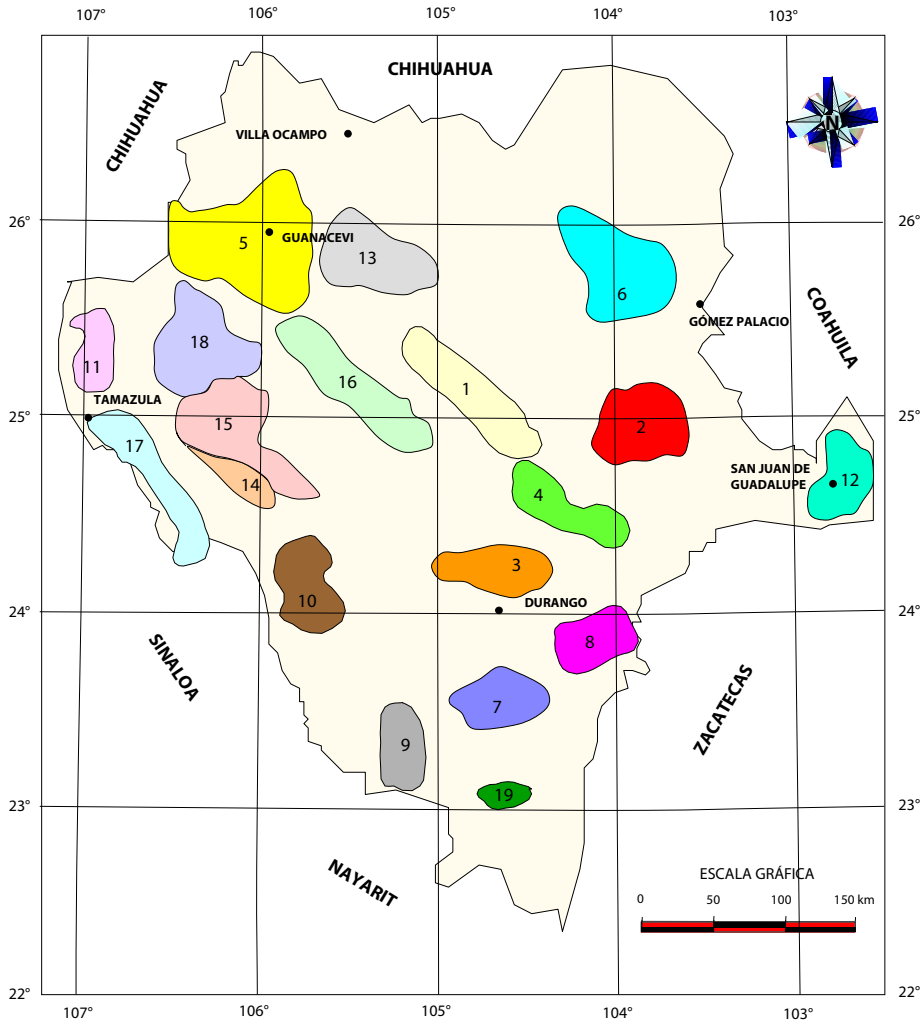 107°
106°
105°
104°
103°
CHIHUAHUA
CHIHUAHUA
N
VILLA OCAMPO
26°
26°
5
GUANACEVI
13
6
COAHUILA
GÓMEZ PALACIO
18
11
16
1
TAMAZULA
25°
25°
15
2
17
SAN JUAN DE
GUADALUPE
12
14
4
3
DURANGO
10
24°
24°
8
SINALOA
ZACATECAS
7
9
19
23°
23°
NAYARIT
ESCALA GRÁFICA
0
50
100
150 km
22°
22°
107°
106°
105°
104°
103°